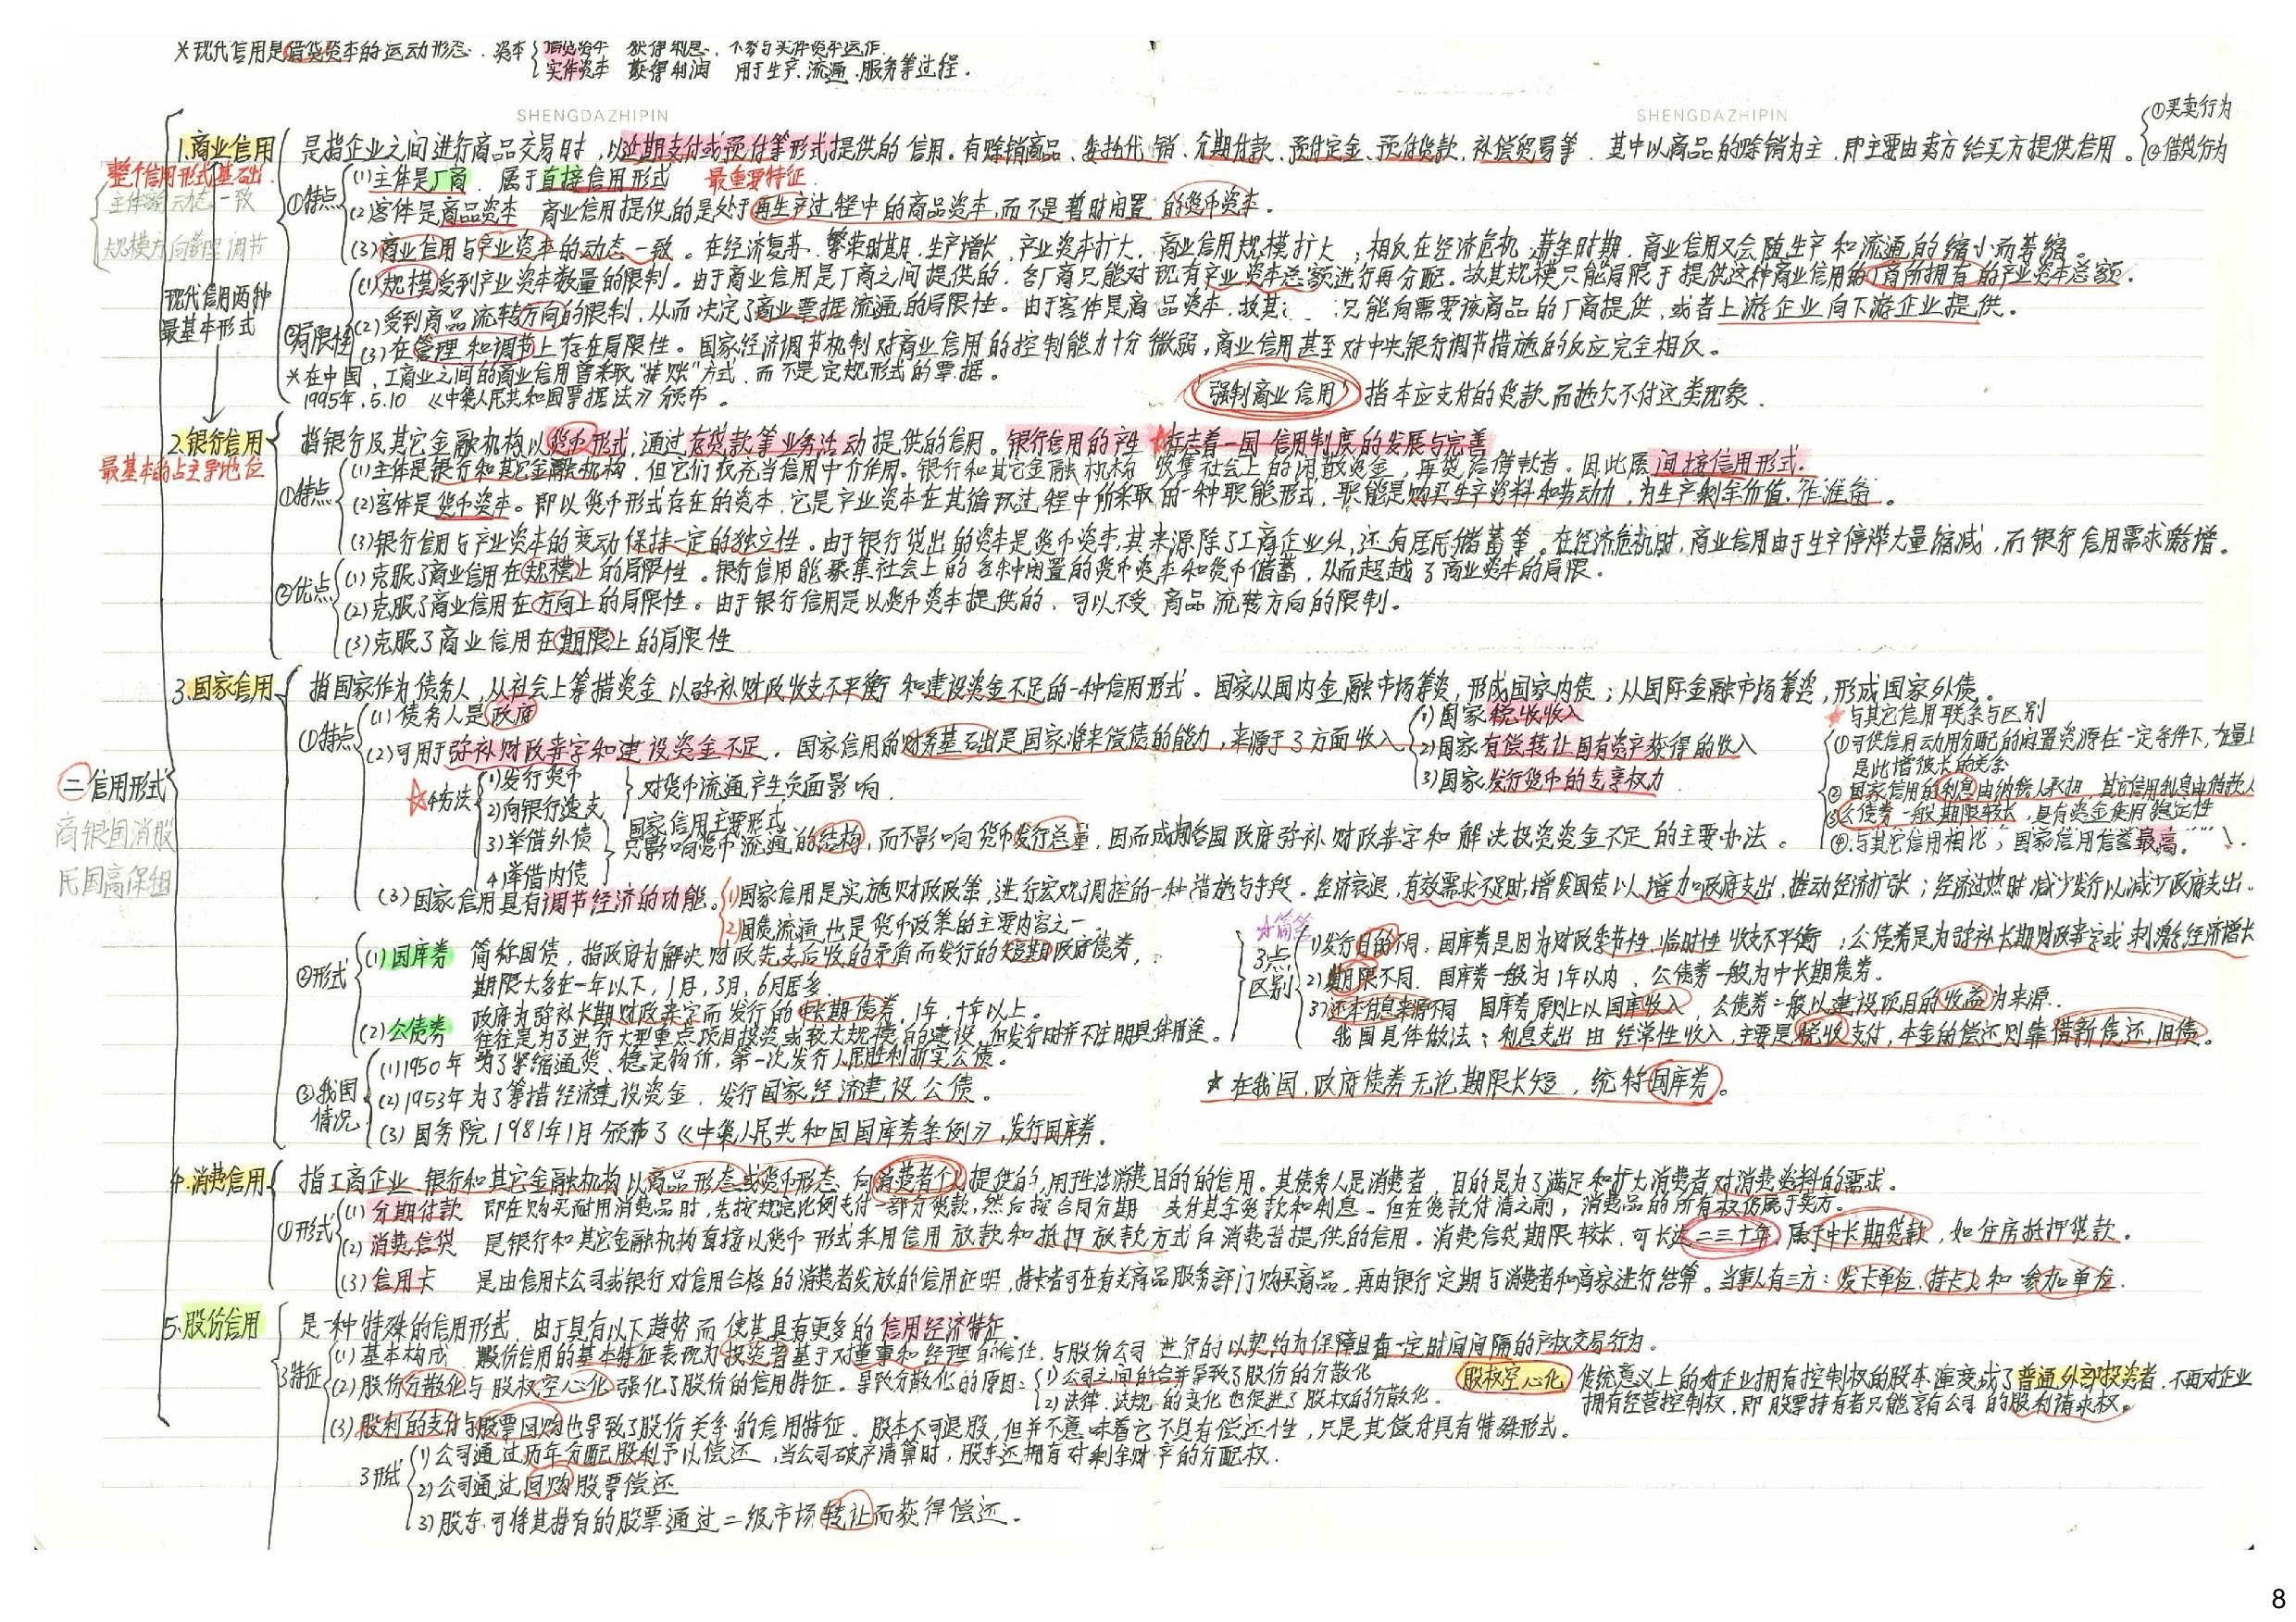 ※现代信用是借贷资本的运动形态. 资本 借贷资本 获得利息, 不参与实体资本运作.
实体资本 获得利润 用于生产、流通、服务等过程.
SHENGDAZHIPIN
SHENGDAZHIPIN
①买卖行为
②借贷行为
1.商业信用 是指企业之间进行商品交易时,以延期支付或预付等形式提供的信用。有赊销商品、委托代销、分期付款、预付定金、预付货款、补偿贸易等. 其中以商品的赊销为主,即主要由卖方给买方提供信用。
整个信用形式基础.
主体客动态一致
规模方向管理调节
①特点 (1)主体是厂商. 属于直接信用形式 最重要特征.
(2)客体是商品资本 商业信用提供的是处于再生产过程中的商品资本,而不是暂时闲置的货币资本。
(3)商业信用与产业资本的动态一致。在经济复苏、繁荣时期,生产增长,产业资本扩大,商业信用规模扩大;相反在经济危机、萧条时期,商业信用又会随生产和流通的缩小而萎缩。
现代信用两种
最基本形式
②局限性 (1)规模受到产业资本数量的限制。由于商业信用是厂商之间提供的,各厂商只能对现有产业资本总额进行再分配。故其规模只能局限于提供这种商业信用的厂商所拥有的产业资本总额.
(2)受到商品流转方向的限制,从而决定了商业票据流通的局限性。由于客体是商品资本,故其 只能向需要该商品的厂商提供,或者上游企业向下游企业提供。
(3)在管理和调节上存在局限性。国家经济调节机制对商业信用的控制能力十分微弱,商业信用甚至对中央银行调节措施的反应完全相反。
※在中国,工商业之间的商业信用曾采取"挂账"方式,而不是定规形式的票据。
1995年.5.10 《中华人民共和国票据法》颁布。
强制商业信用 指本应支付的货款而拖欠不付这类现象.
2.银行信用 指银行及其它金融机构以货币形式,通过存贷款等业务活动提供的信用。银行信用的产生标志着一国信用制度的发展与完善
最基本的占主导地位
①特点 (1)主体是银行和其它金融机构,但它们仅充当信用中介作用。银行和其它金融机构 收集社会上的闲散资金,再贷给借款者。因此属间接信用形式.
(2)客体是货币资本。即以货币形式存在的资本,它是产业资本在其循环过程中所采取的一种职能形式,职能是购买生产资料和劳动力,为生产剩余价值作准备。
(3)银行信用与产业资本的变动保持一定的独立性。由于银行贷出的资本是货币资本,其来源除了工商企业外,还有居民储蓄等。在经济危机时,商业信用由于生产停滞大量缩减,而银行信用需求激增。
②优点 (1)克服了商业信用在规模上的局限性。银行信用能聚集社会上的各种闲置的货币资本和货币储蓄,从而超越了商业资本的局限.
(2)克服了商业信用在方向上的局限性。由于银行信用是以货币资本提供的,可以不受商品流转方向的限制.
(3)克服了商业信用在期限上的局限性
3.国家信用 指国家作为债务人,从社会上筹措资金以弥补财政收支不平衡和建设资金不足的一种信用形式。国家从国内金融市场筹资,形成国家内债;从国际金融市场筹资,形成国家外债。
①特点 (1)债务人是政府
(2)可用于弥补财政赤字和建设资金不足。国家信用的财务基石出是国家将来偿债的能力,来源于3方面收入
1)国家税收收入
2)国家有偿转让国有资产获得的收入
3)国家发行货币的专享权力
★与其它信用联系与区别
①可供信用动用分配的闲置资源在一定条件下,在量上
是此增彼长的关系
②国家信用的利息由纳税人承担,其它信用利息由借款人
③公债券一般期限较长,具有资金使用稳定性
④与其它信用相比,国家信用信誉最高.
☆4方法 1)发行货币
2)向银行透支
对货币流通产生负面影响.
3)举借外债
4)举借内债
国家信用主要形式
只影响货币流通的结构,而不影响货币发行总量,因而成为各国政府弥补财政赤字和解决投资资金不足的主要办法。
(3)国家信用具有调节经济的功能。 1)国家信用是实施财政政策,进行宏观调控的一种措施与手段。经济衰退,有效需求不足时,增发国债以增加政府支出,推动经济扩张;经济过热时减少发行以减少政府支出。
2)国债流通也是货币政策的主要内容之一
②形式 (1)国库券 简称国债,指政府为解决财政先支后收的矛盾而发行的短期政府债券,
期限大多在一年以下,1月,3月,6月居多.
(2)公债券 政府为弥补长期财政赤字而发行的中长期债券. 1年,十年以上。
往往是为了进行大型重点项目投资或较大规模的建设,但发行时并不注明具体用途。
☆简答
3点
区别
1)发行目的不同. 国库券是因为财政季节性、临时性收支不平衡;公债券是为弥补长期财政赤字或刺激经济增长
2)期限不同. 国库券一般为1年以内,公债券一般为中长期债券。
3)还本付息来源不同 国库券原则上以国库收入,公债券一般以建设项目的收益为来源.
我国具体做法:利息支出由经常性收入,主要是税收支付,本金的偿还则靠借新债还旧债。
③我国
情况
(1)1950年 为了紧缩通货、稳定物价,第一次发行人民胜利折实公债。
(2)1953年为了筹措经济建设资金,发行国家经济建设公债。
(3)国务院1981年1月颁布了《中华人民共和国国库券条例》,发行国库券.
★在我国,政府债券无论期限长短,统称国库券。
二 信用形式
商银国消股
民国高保租
4.消费信用 指工商企业、银行和其它金融机构以商品形态或货币形态,向消费者个人提供的,用于生活消费目的的信用。其债务人是消费者,目的是为了满足和扩大消费者对消费资料的需求。
①形式 (1)分期付款 即在购买耐用消费品时,先按规定比例支付一部分货款,然后按合同分期 支付其余货款和利息。但在货款付清之前,消费品的所有权仍属于卖方。
(2)消费信贷 是银行和其它金融机构直接以货币形式采用信用放款和抵押放款方式向消费者提供的信用。消费信贷期限较长,可长达二三十年,属于中长期贷款,如住房抵押贷款.
(3)信用卡 是由信用卡公司或银行对信用合格的消费者发放的信用证明,持卡者可在有关商品服务部门购买商品,再由银行定期与消费者和商家进行结算。当事人有三方:发卡单位、持卡人和参加单位.
5.股份信用 是一种特殊的信用形式,由于具有以下趋势而使其具有更多的信用经济特征.
3特征 (1)基本构成 股份信用的基本特征表现为投资者基于对董事和经理的信任,与股份公司进行的以契约为保障且有一定时间间隔的产权交易行为。
(2)股份分散化与股权空心化强化了股份的信用特征。导致分散化的原因: 1)公司之间的合并导致了股份的分散化
2)法律、法规的变化也促进了股权的分散化.
股权空心化 传统意义上的对企业拥有控制权的股本演变成了普通外部投资者,不再对企业
拥有经营控制权,即股票持有者只能享有公司的股利请求权。
(3)股利的支付与股票回购也导致了股份关系的信用特征。股本不可退股,但并不意味着它不具有偿还个性,只是其偿付具有特殊形式。
3形式 1)公司通过历年分配股利予以偿还,当公司破产清算时,股东还拥有对剩余财产的分配权.
2)公司通过回购股票偿还
3)股东可将其持有的股票通过二级市场转让而获得偿还.
8